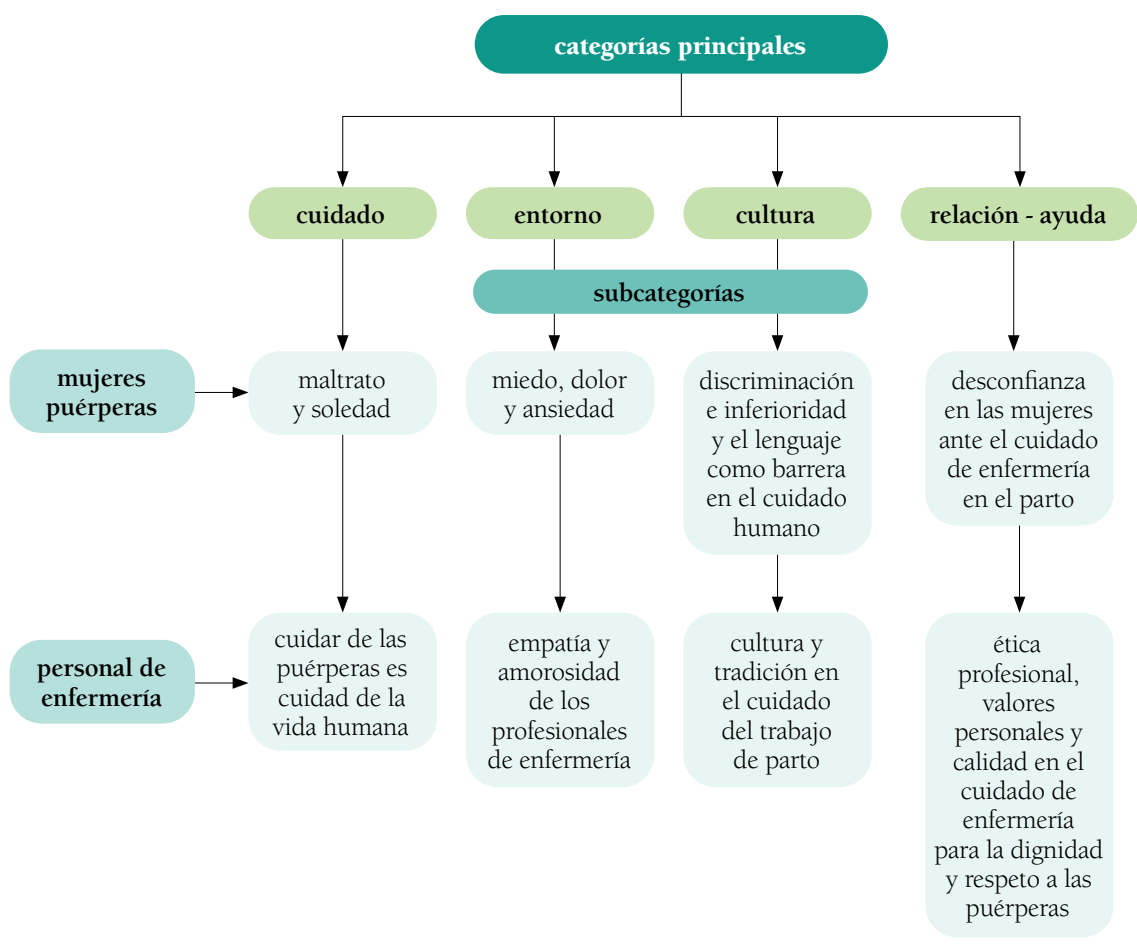 categorías principales
cuidado
entorno
cultura
relación - ayuda
subcategorías
mujeres
puérperas
maltrato
y soledad
miedo, dolor
y ansiedad
discriminación
e inferioridad
y el lenguaje
como barrera
en el cuidado
humano
desconfianza
en las mujeres
ante el cuidado
de enfermería
en el parto
personal de
enfermería
cuidar de las
puérperas es
cuidad de la
vida humana
empatía y
amorosidad
de los
profesionales
de enfermería
cultura y
tradición en
el cuidado
del trabajo
de parto
ética
profesional,
valores
personales y
calidad en el
cuidado de
enfermería
para la dignidad
y respeto a las
puérperas